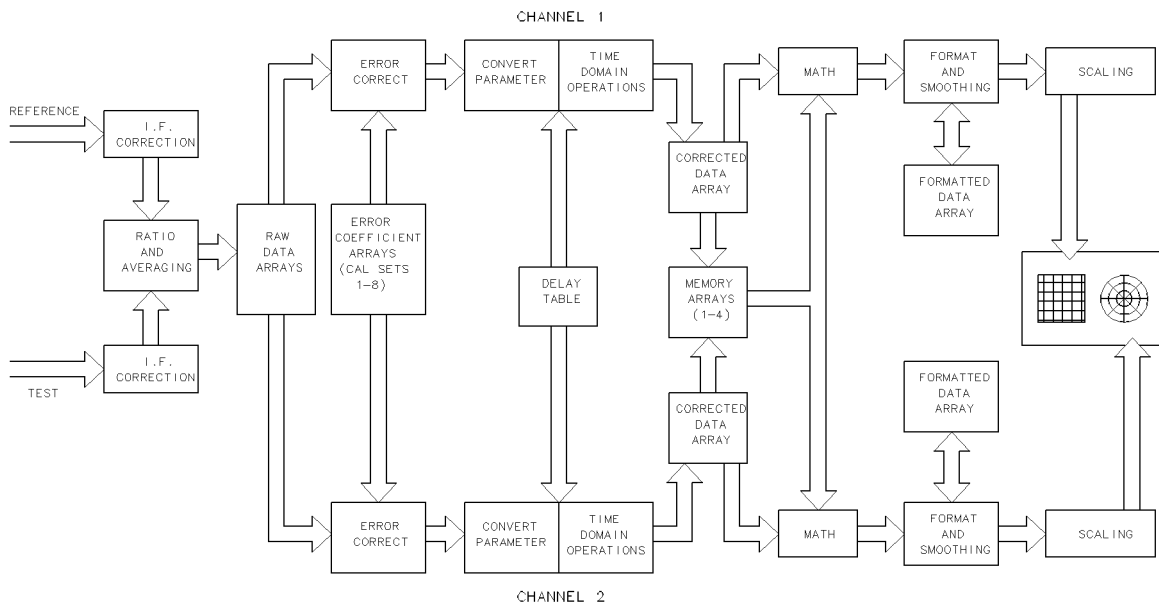 CHANNEL 1
REFERENCE
I.F.
CORRECTION
ERROR
CORRECT
CONVERT
PARAMETER
TIME
DOMAIN
OPERATIONS
MATH
FORMAT
AND
SMOOTHING
SCALING
CORRECTED
DATA
ARRAY
FORMATTED
DATA
ARRAY
RATIO
AND
AVERAGING
RAW
DATA
ARRAYS
ERROR
COEFFICIENT
ARRAYS
(CAL SETS
1-8)
DELAY
TABLE
MEMORY
ARRAYS
(1-4)
I.F.
CORRECTION
TEST
CORRECTED
DATA
ARRAY
FORMATTED
DATA
ARRAY
ERROR
CORRECT
CONVERT
PARAMETER
TIME
DOMAIN
OPERATIONS
MATH
FORMAT
AND
SMOOTHING
SCALING
CHANNEL 2